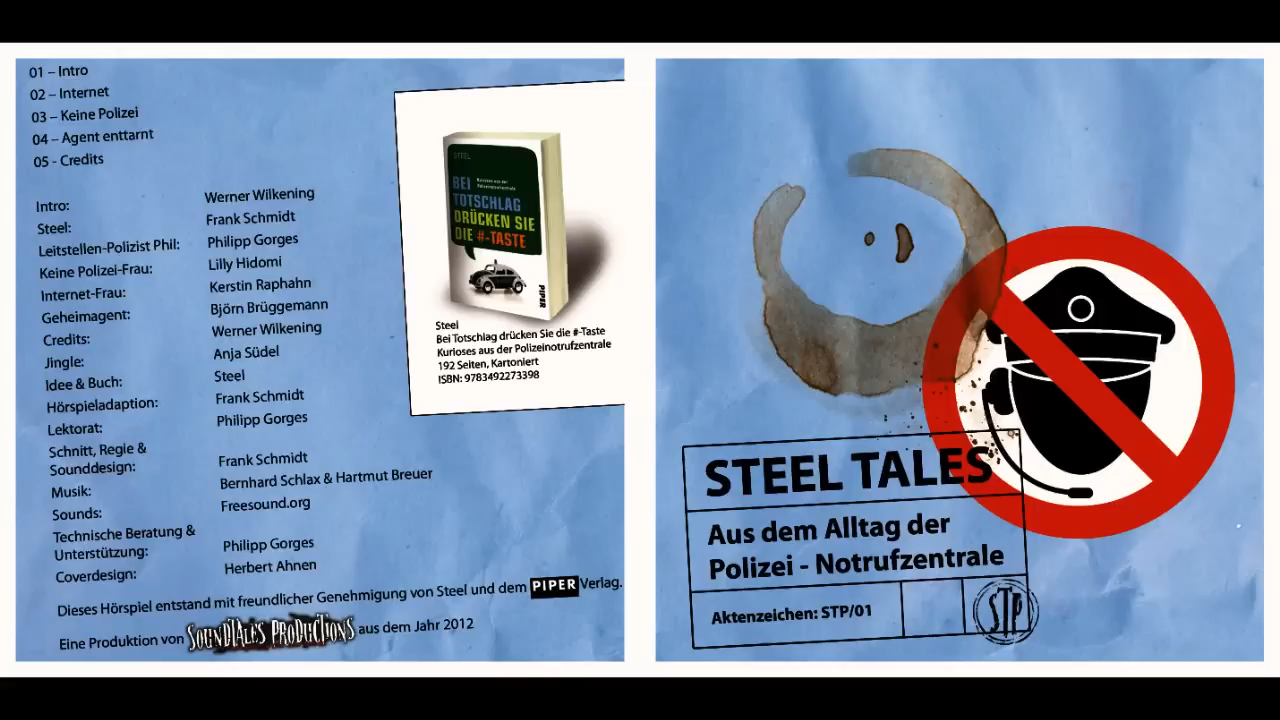 01 – Intro
02 – Internet
03 – Keine Polizei
04 – Agent enttarnt
05 - Credits
Intro: Werner Wilkening
Steel: Frank Schmidt
Leitstellen-Polizist Phil: Philipp Gorges
Keine Polizei-Frau: Lilly Hidomi
Internet-Frau: Kerstin Raphahn
Geheimagent: Björn Brüggemann
Credits: Werner Wilkening
Jingle: Anja Südel
Idee & Buch: Steel
Hörspieladaption: Frank Schmidt
Lektorat: Philipp Gorges
Schnitt, Regie &
Sounddesign: Frank Schmidt
Musik: Bernhard Schlax & Hartmut Breuer
Sounds: Freesound.org
Technische Beratung &
Unterstützung: Philipp Gorges
Coverdesign: Herbert Ahnen
Dieses Hörspiel entstand mit freundlicher Genehmigung von Steel und dem PIPER Verlag.
Eine Produktion von SOUNDTALES PRODUCTIONS aus dem Jahr 2012
STEEL
Kurioses aus der
Polizeinotrufzentrale
BEI
TOTSCHLAG
DRÜCKEN SIE
DIE #-TASTE
PIPER
Steel
Bei Totschlag drücken Sie die #-Taste
Kurioses aus der Polizeinotrufzentrale
192 Seiten, Kartoniert
ISBN: 9783492273398
STEEL TALES
Aus dem Alltag der
Polizei - Notrufzentrale
Aktenzeichen: STP/01
STP